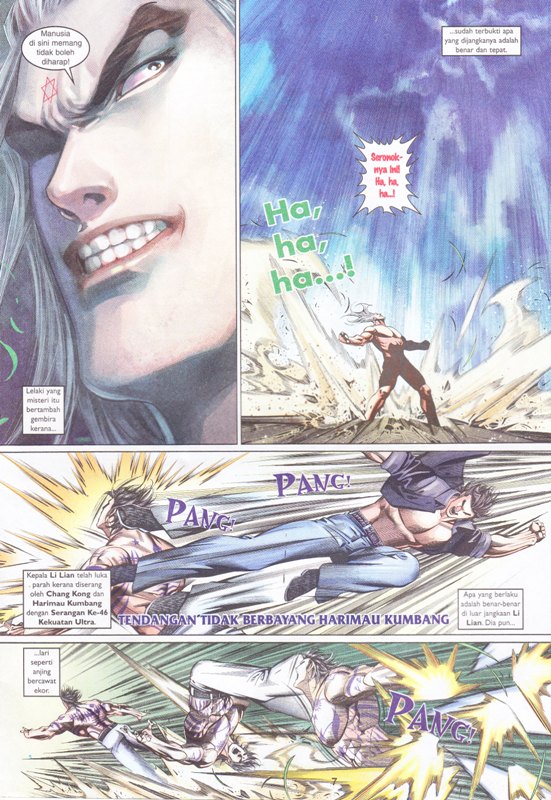 Manusia
di sini memang
tidak boleh
diharap!
Lelaki yang
misteri itu
bertambah
gembira
kerana...
...sudah terbukti apa
yang dijangkanya adalah
benar dan tepat.
Seronok-
nya ini!
Ha, ha,
ha...!
Ha,
ha,
ha...!
PANG!
PANG!
Kepala Li Lian telah luka
parah kerana diserang
oleh Chang Kong dan
Harimau Kumbang
dengan Serangan Ke-46
Kekuatan Ultra.
TENDANGAN TIDAK BERBAYANG HARIMAU KUMBANG
Apa yang berlaku
adalah benar-benar
di luar jangkaan Li
Lian. Dia pun...
...lari
seperti
anjing
bercawat
ekor.
PANG!
7